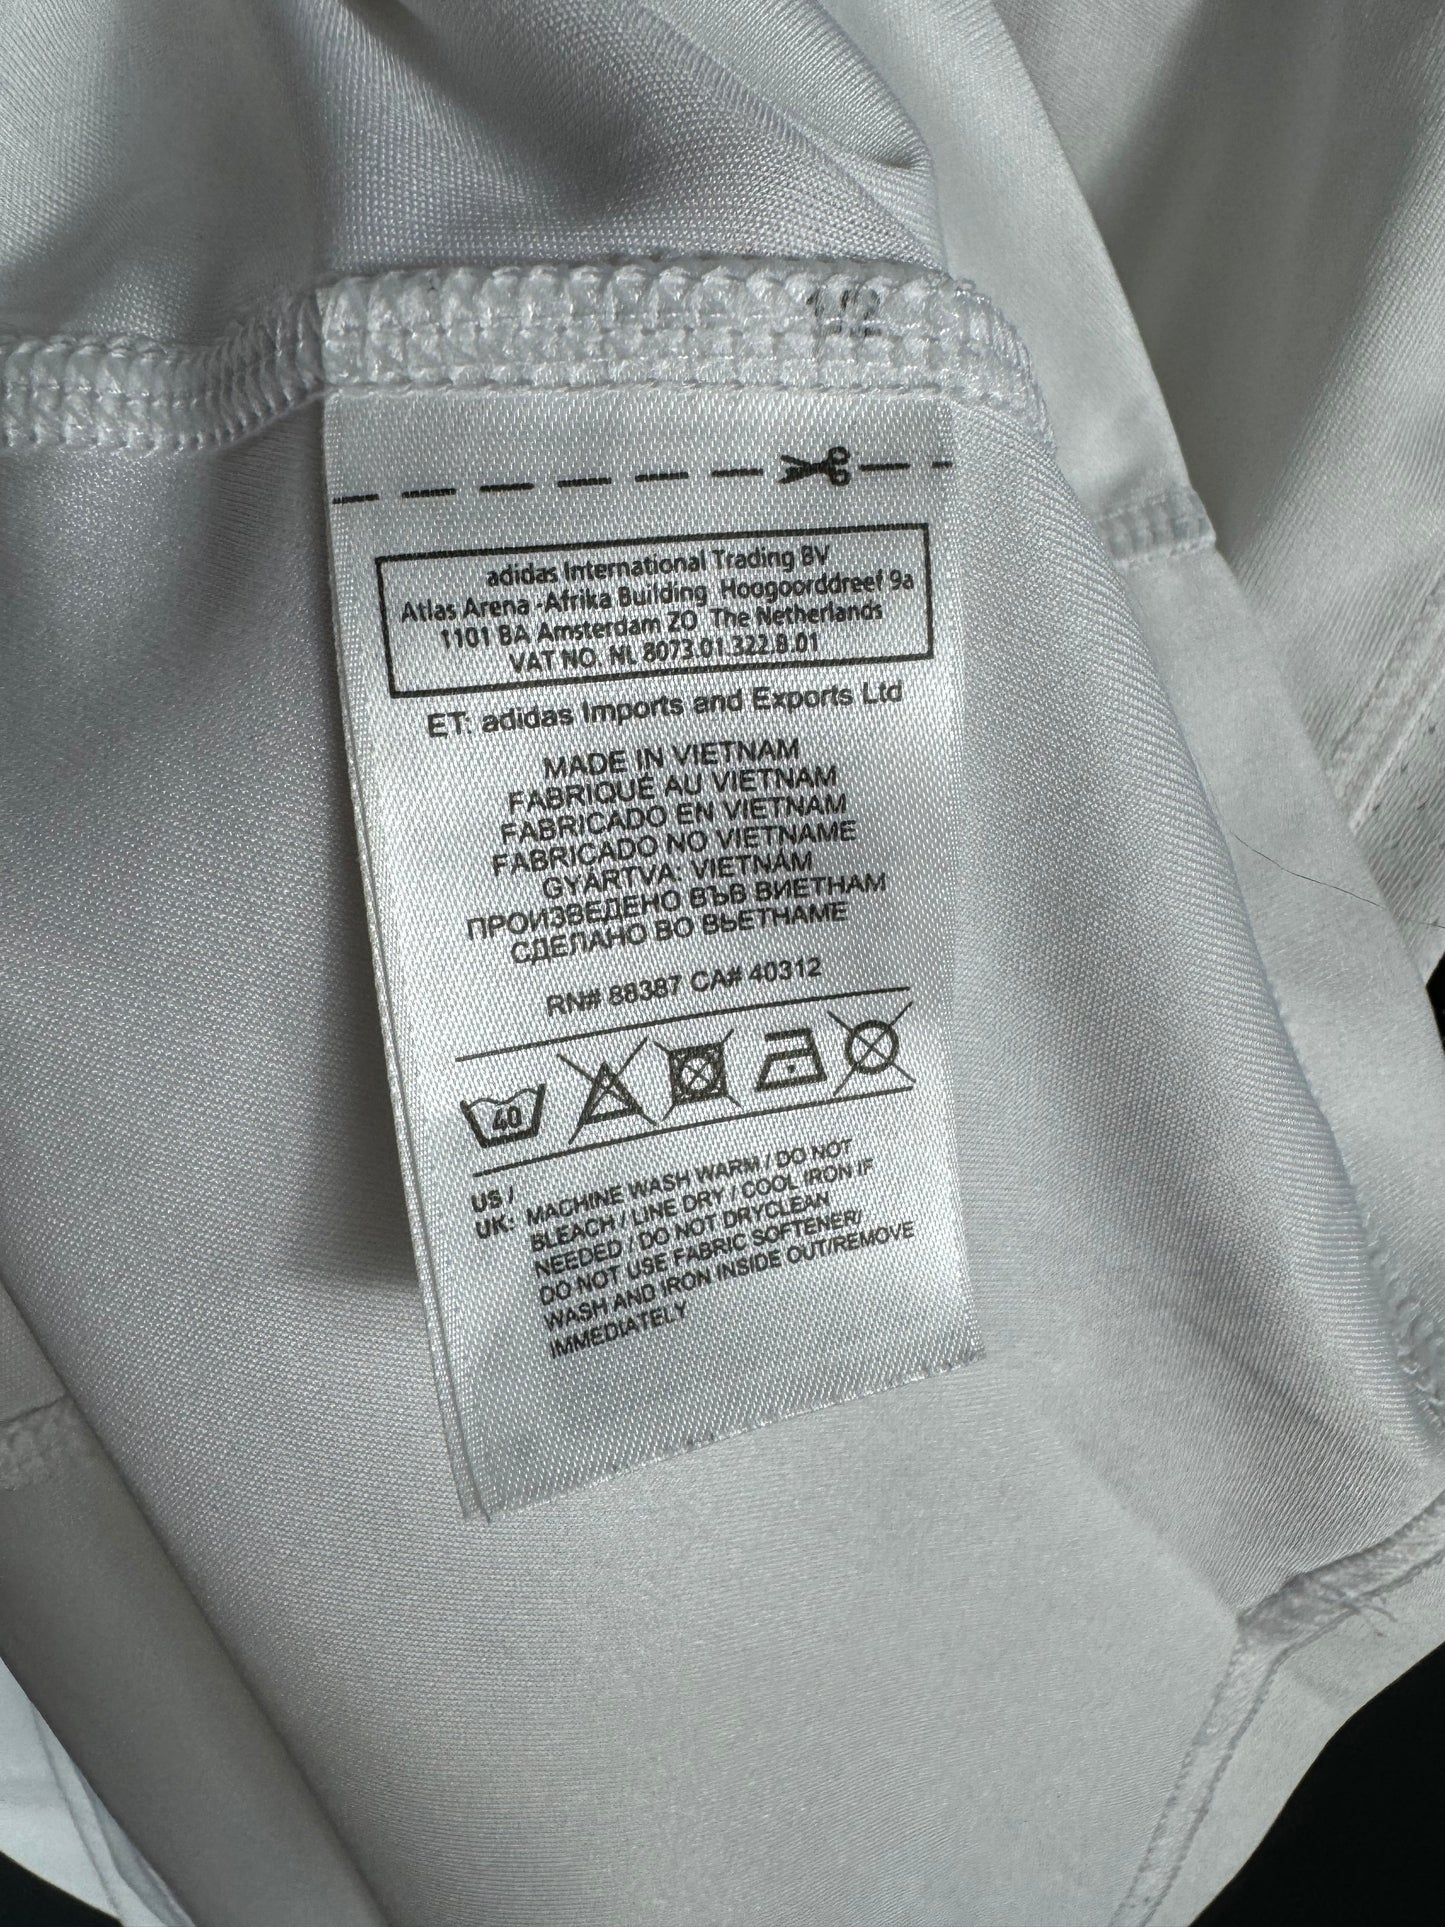 adidas International Trading BV
Atlas Arena -Afrika Building Hoogoorddreef 9a
1101 BA Amsterdam ZO The Netherlands
VAT NO. NL 8073.01.322.B.01
ET: adidas Imports and Exports Ltd
MADE IN VIETNAM
FABRIQUÉ AU VIETNAM
FABRICADO EN VIETNAM
FABRICADO NO VIETNAME
GYÁRTVA: VIETNÁM
ПРОИЗВЕДЕНО ВЪВ ВИЕТНАМ
СДЕЛАНО ВО ВЬЕТНАМЕ
RN# 88387 CA# 40312
40
US / UK: MACHINE WASH WARM / DO NOT
BLEACH / LINE DRY / COOL IRON IF
NEEDED / DO NOT DRYCLEAN
DO NOT USE FABRIC SOFTENER/
WASH AND IRON INSIDE OUT/REMOVE
IMMEDIATELY